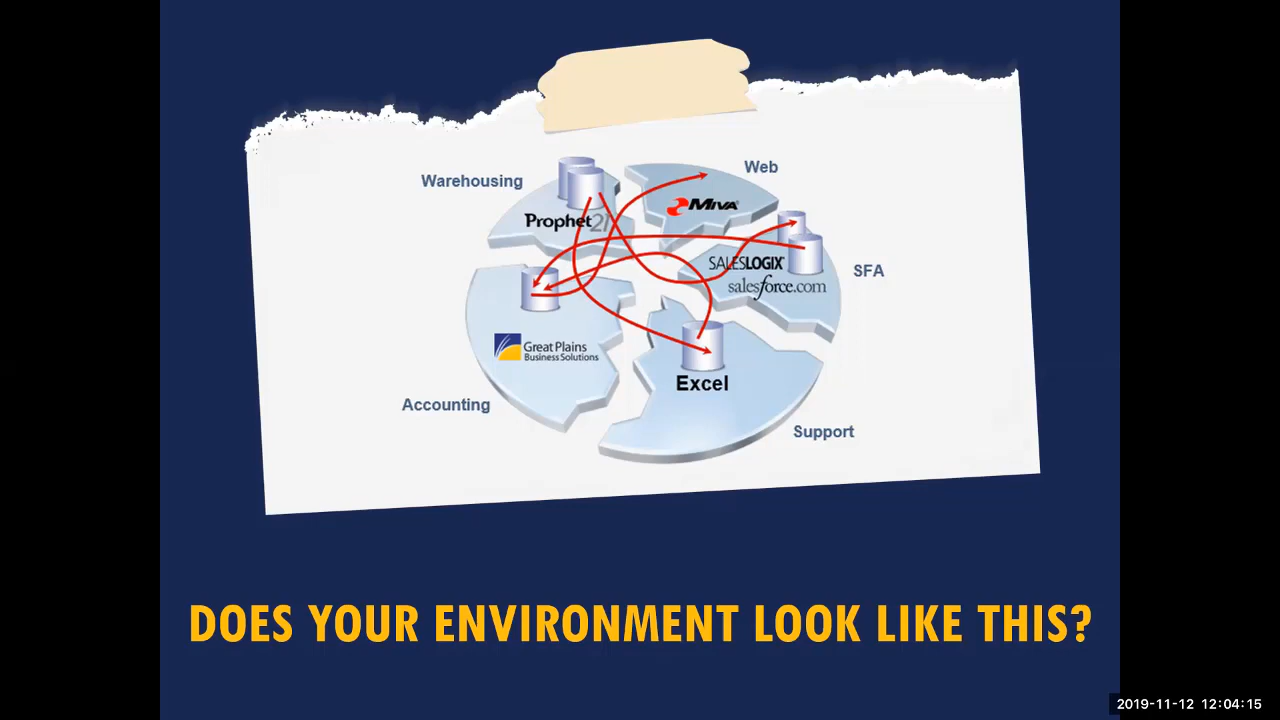 Web
Warehousing
MIVA
Prophet 21
SALESLOGIX
SFA
salesforce.com
Great Plains
Business Solutions
Excel
Accounting
Support
DOES YOUR ENVIRONMENT LOOK LIKE THIS?
2019-11-12 12:04:15